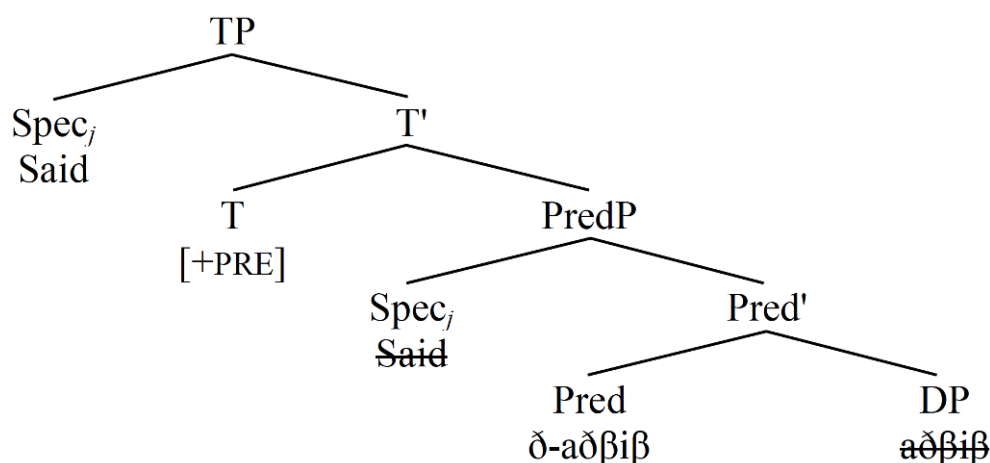 TP
Spec_j T'
Said
T PredP
[+PRE]
Spec_j Pred'
Said
Pred DP
ð-aðβiβ aðβiβ